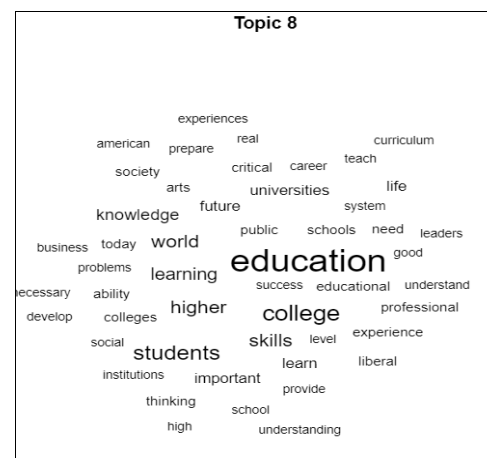 Topic 8
experiences
american prepare real curriculum
society critical career teach
arts universities life
knowledge future system
public schools need leaders
business today world good
problems learning education
necessary ability success educational understand
develop colleges higher college professional
social students skills level experience
institutions important learn liberal
thinking provide
school
high understanding